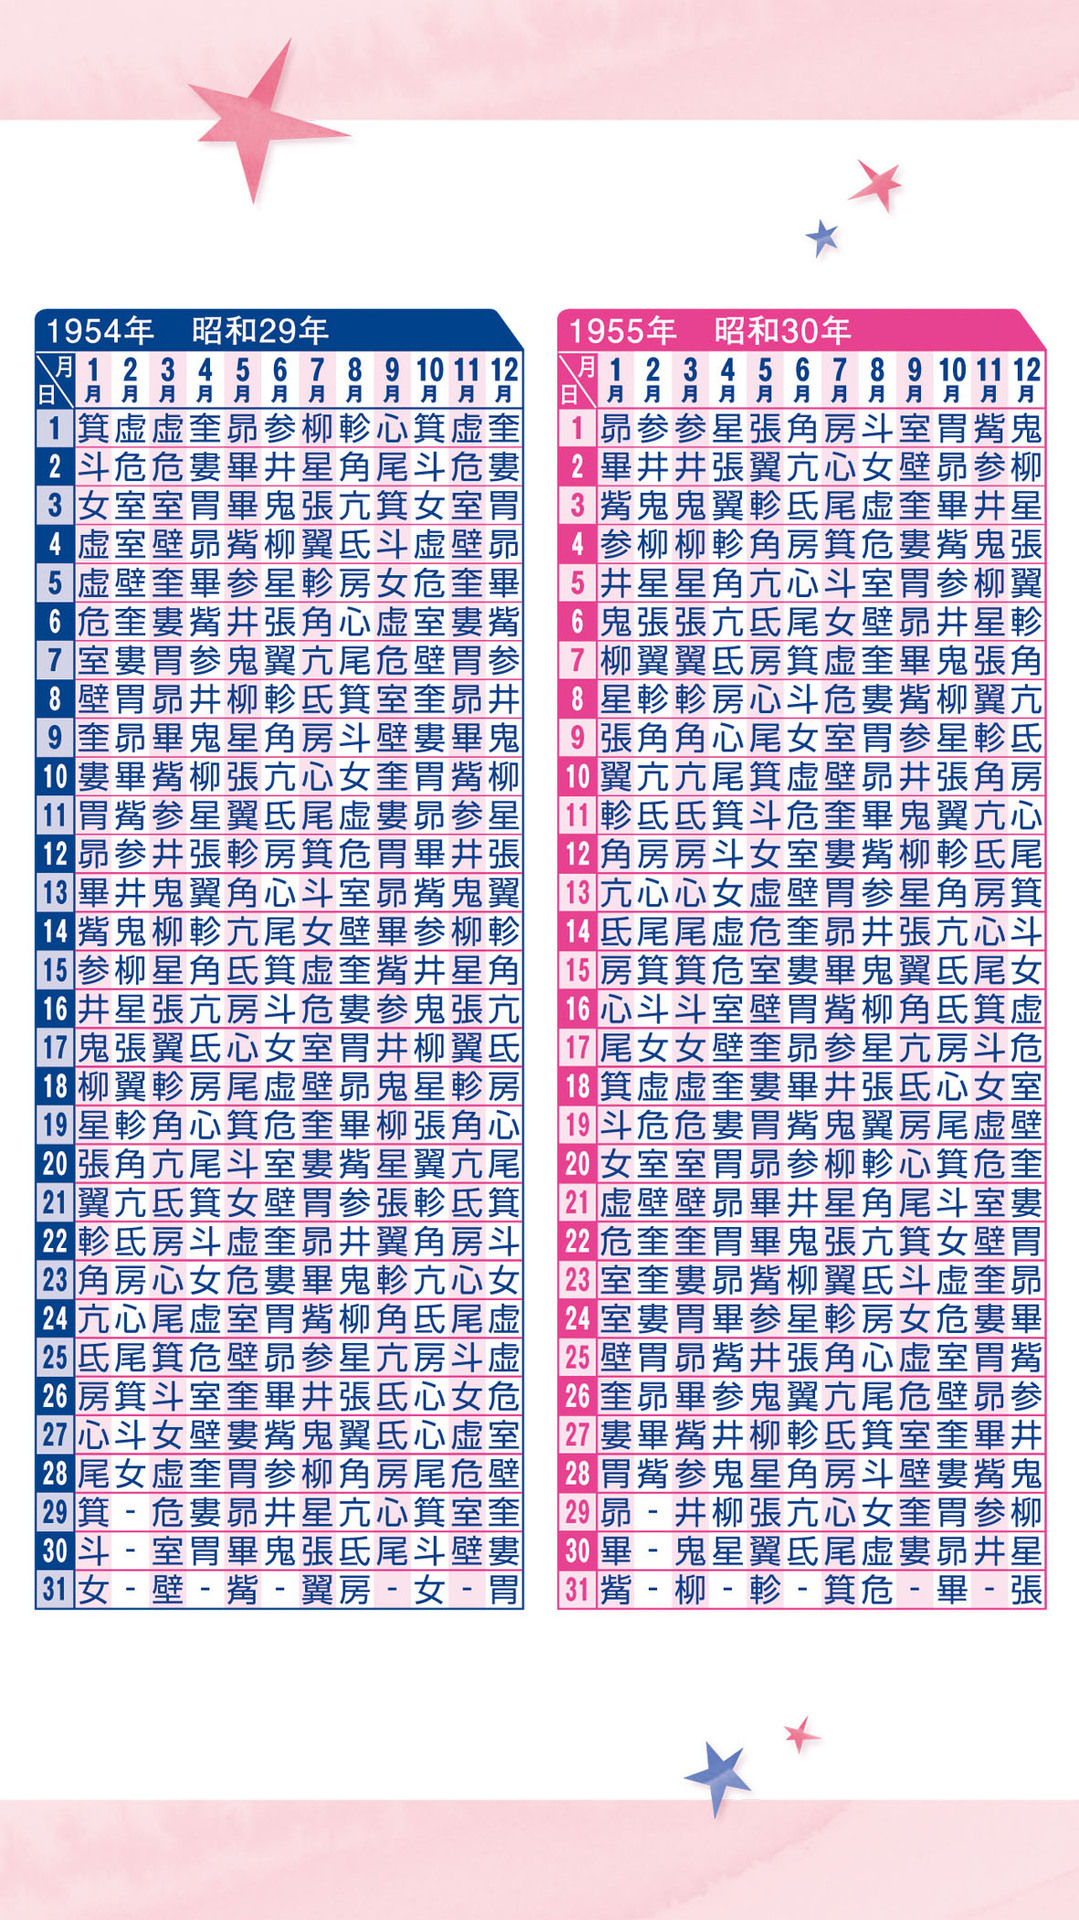 1954年 昭和29年
月 1月 2月 3月 4月 5月 6月 7月 8月 9月 10月 11月 12月
日
1 箕 虚 虚 奎 昴 参 柳 軫 心 箕 虚 奎
2 斗 危 危 婁 畢 井 星 角 尾 斗 危 婁
3 女 室 室 胃 畢 鬼 張 亢 箕 女 室 胃
4 虚 室 壁 昴 觜 柳 翼 氐 斗 虚 壁 昴
5 虚 壁 奎 畢 参 星 軫 房 女 危 奎 畢
6 危 奎 婁 觜 井 張 角 心 虚 室 婁 觜
7 室 婁 胃 参 鬼 翼 亢 尾 危 壁 胃 参
8 壁 胃 昴 井 柳 軫 氐 箕 室 奎 昴 井
9 奎 昴 畢 鬼 星 角 房 斗 壁 婁 畢 鬼
10 婁 畢 觜 柳 張 亢 心 女 奎 胃 觜 柳
11 胃 觜 参 星 翼 氐 尾 虚 婁 昴 参 星
12 昴 参 井 張 軫 房 箕 危 胃 畢 井 張
13 畢 井 鬼 翼 角 心 斗 室 昴 觜 鬼 翼
14 觜 鬼 柳 軫 亢 尾 女 壁 畢 参 柳 軫
15 参 柳 星 角 氐 箕 虚 奎 觜 井 星 角
16 井 星 張 亢 房 斗 危 婁 参 鬼 張 亢
17 鬼 張 翼 氐 心 女 室 胃 井 柳 翼 氐
18 柳 翼 軫 房 尾 虚 壁 昴 鬼 星 軫 房
19 星 軫 角 心 箕 危 奎 畢 柳 張 角 心
20 張 角 亢 尾 斗 室 婁 觜 星 翼 亢 尾
21 翼 亢 氐 箕 女 壁 胃 参 張 軫 氐 箕
22 軫 氐 房 斗 虚 奎 昴 井 翼 角 房 斗
23 角 房 心 女 危 婁 畢 鬼 軫 亢 心 女
24 亢 心 尾 虚 室 胃 觜 柳 角 氐 尾 虚
25 氐 尾 箕 危 壁 昴 参 星 亢 房 斗 虚
26 房 箕 斗 室 奎 畢 井 張 氐 心 女 危
27 心 斗 女 壁 婁 觜 鬼 翼 氐 心 虚 室
28 尾 女 虚 奎 胃 参 柳 角 房 尾 危 壁
29 箕 - 危 婁 昴 井 星 亢 心 箕 室 奎
30 斗 - 室 胃 畢 鬼 張 氐 尾 斗 壁 婁
31 女 - 壁 - 觜 - 翼 房 - 女 - 胃
1955年 昭和30年
月 1月 2月 3月 4月 5月 6月 7月 8月 9月 10月 11月 12月
日
1 昴 参 参 星 張 角 房 斗 室 胃 觜 鬼
2 畢 井 井 張 翼 亢 心 女 壁 昴 参 柳
3 觜 鬼 鬼 翼 軫 氐 尾 虚 奎 畢 井 星
4 参 柳 柳 軫 角 房 箕 危 婁 觜 鬼 張
5 井 星 星 角 亢 心 斗 室 胃 参 柳 翼
6 鬼 張 張 亢 氐 尾 女 壁 昴 井 星 軫
7 柳 翼 翼 氐 房 箕 虚 奎 畢 鬼 張 角
8 星 軫 軫 房 心 斗 危 婁 觜 柳 翼 亢
9 張 角 角 心 尾 女 室 胃 参 星 軫 氐
10 翼 亢 亢 尾 箕 虚 壁 昴 井 張 角 房
11 軫 氐 氐 箕 斗 危 奎 畢 鬼 翼 亢 心
12 角 房 房 斗 女 室 婁 觜 柳 軫 氐 尾
13 亢 心 心 女 虚 壁 胃 参 星 角 房 箕
14 氐 尾 尾 虚 危 奎 昴 井 張 亢 心 斗
15 房 箕 箕 危 室 婁 畢 鬼 翼 氐 尾 女
16 心 斗 斗 室 壁 胃 觜 柳 角 氐 箕 虚
17 尾 女 女 壁 奎 昴 参 星 亢 房 斗 危
18 箕 虚 虚 奎 婁 畢 井 張 氐 心 女 室
19 斗 危 危 婁 胃 觜 鬼 翼 房 尾 虚 壁
20 女 室 室 胃 昴 参 柳 軫 心 箕 危 奎
21 虚 壁 壁 昴 畢 井 星 角 尾 斗 室 婁
22 危 奎 奎 胃 畢 鬼 張 亢 箕 女 壁 胃
23 室 奎 婁 昴 觜 柳 翼 氐 斗 虚 奎 昴
24 室 婁 胃 畢 参 星 軫 房 女 危 婁 畢
25 壁 胃 昴 觜 井 張 角 心 虚 室 胃 觜
26 奎 昴 畢 参 鬼 翼 亢 尾 危 壁 昴 参
27 婁 畢 觜 井 柳 軫 氐 箕 室 奎 畢 井
28 胃 觜 参 鬼 星 角 房 斗 壁 婁 觜 鬼
29 昴 - 井 柳 張 亢 心 女 奎 胃 参 柳
30 畢 - 鬼 星 翼 氐 尾 虚 婁 昴 井 星
31 觜 - 柳 - 軫 - 箕 危 - 畢 - 張